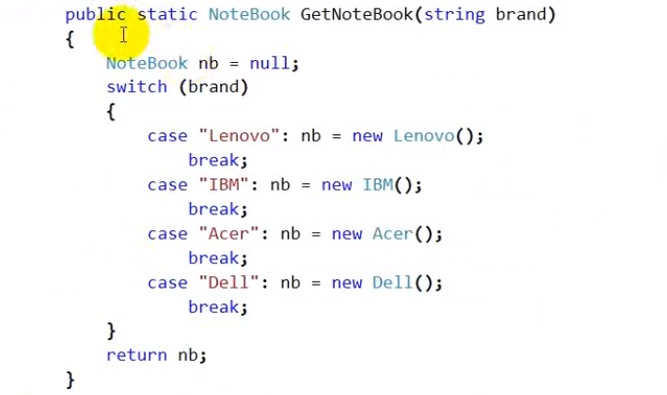 public static NoteBook GetNoteBook(string brand)
{
NoteBook nb = null;
switch (brand)
{
case "Lenovo": nb = new Lenovo();
break;
case "IBM": nb = new IBM();
break;
case "Acer": nb = new Acer();
break;
case "Dell": nb = new Dell();
break;
}
return nb;
}